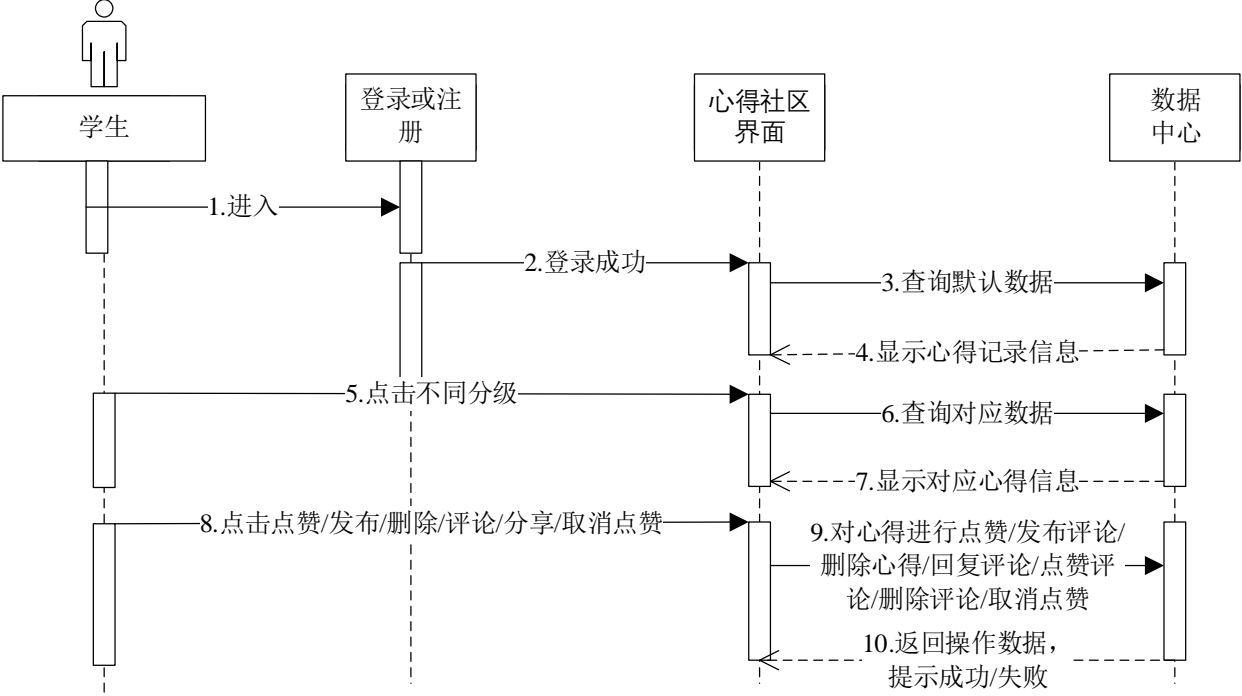 学生
登录或注
册
心得社区
界面
数据
中心
1.进入
2.登录成功
3.查询默认数据
4.显示心得记录信息
5.点击不同分级
6.查询对应数据
7.显示对应心得信息
8.点击点赞/发布/删除/评论/分享/取消点赞
9.对心得进行点赞/发布评论/
删除心得/回复评论/点赞评
论/删除评论/取消点赞
10.返回操作数据，
提示成功/失败